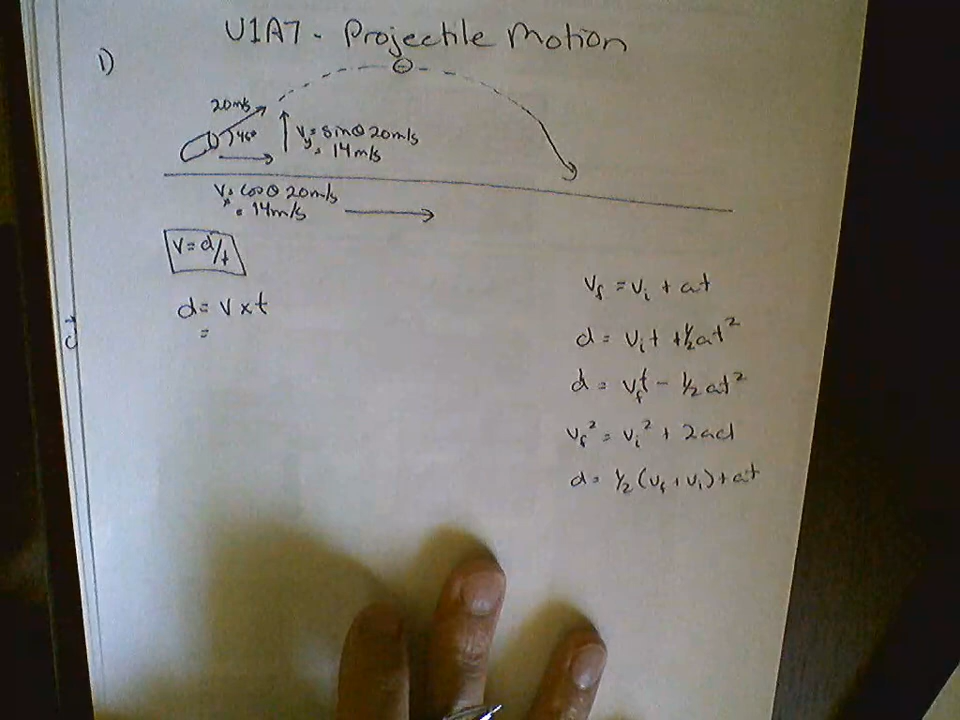 U1A7 - Projectile Motion
1)
20m/s
46°
Vy = sinθ 20m/s
= 14m/s
Vx = cosθ 20m/s
= 14m/s
V = d/t
d = V x t
=
Vf = Vi + at
d = Vit + 1/2at²
d = Vft - 1/2at²
Vf² = Vi² + 2ad
d = 1/2(Vf + Vi) + at